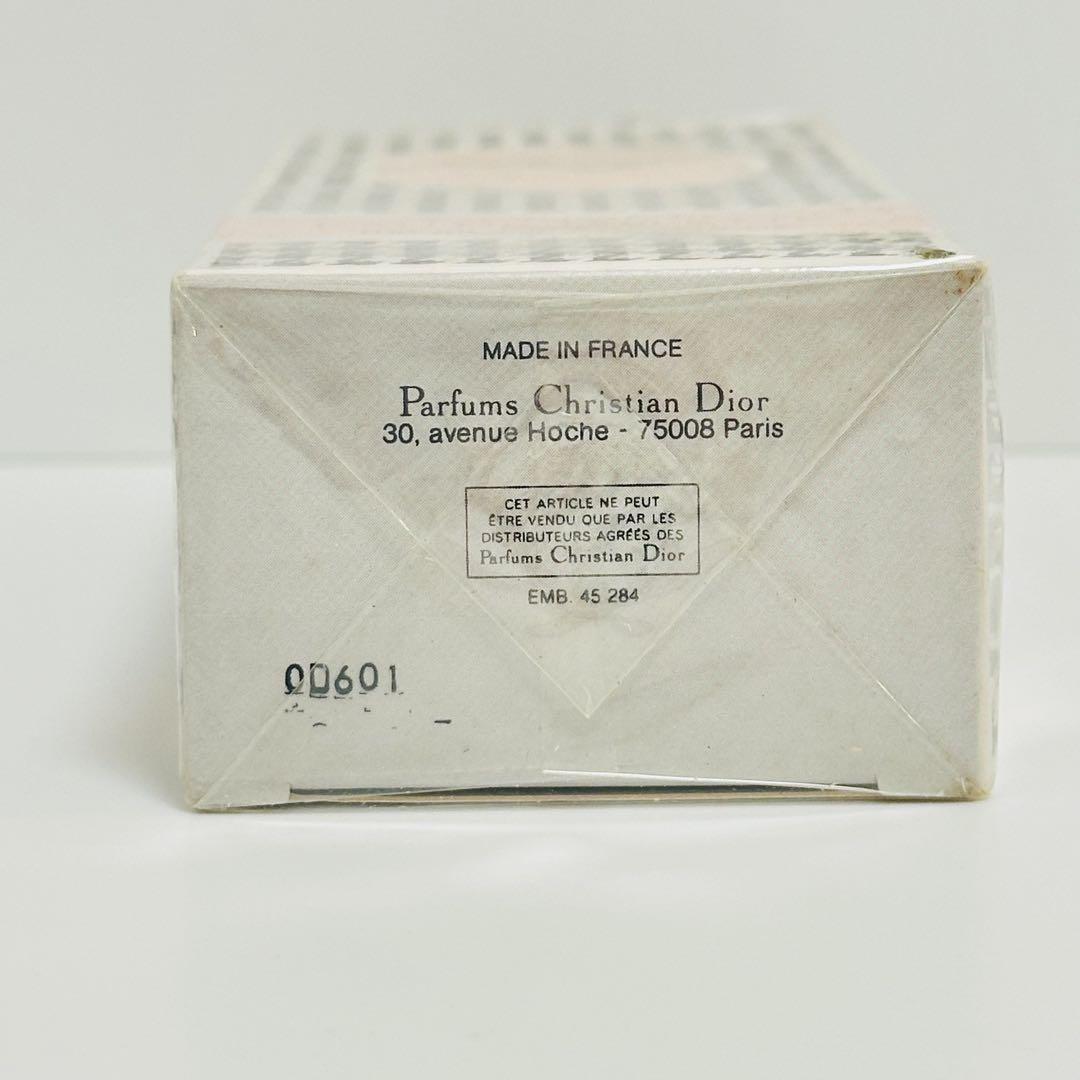 MADE IN FRANCE
Parfums Christian Dior
30, avenue Hoche - 75008 Paris
CET ARTICLE NE PEUT
ÊTRE VENDU QUE PAR LES
DISTRIBUTEURS AGRÉÉS DES
Parfums Christian Dior
EMB. 45 284